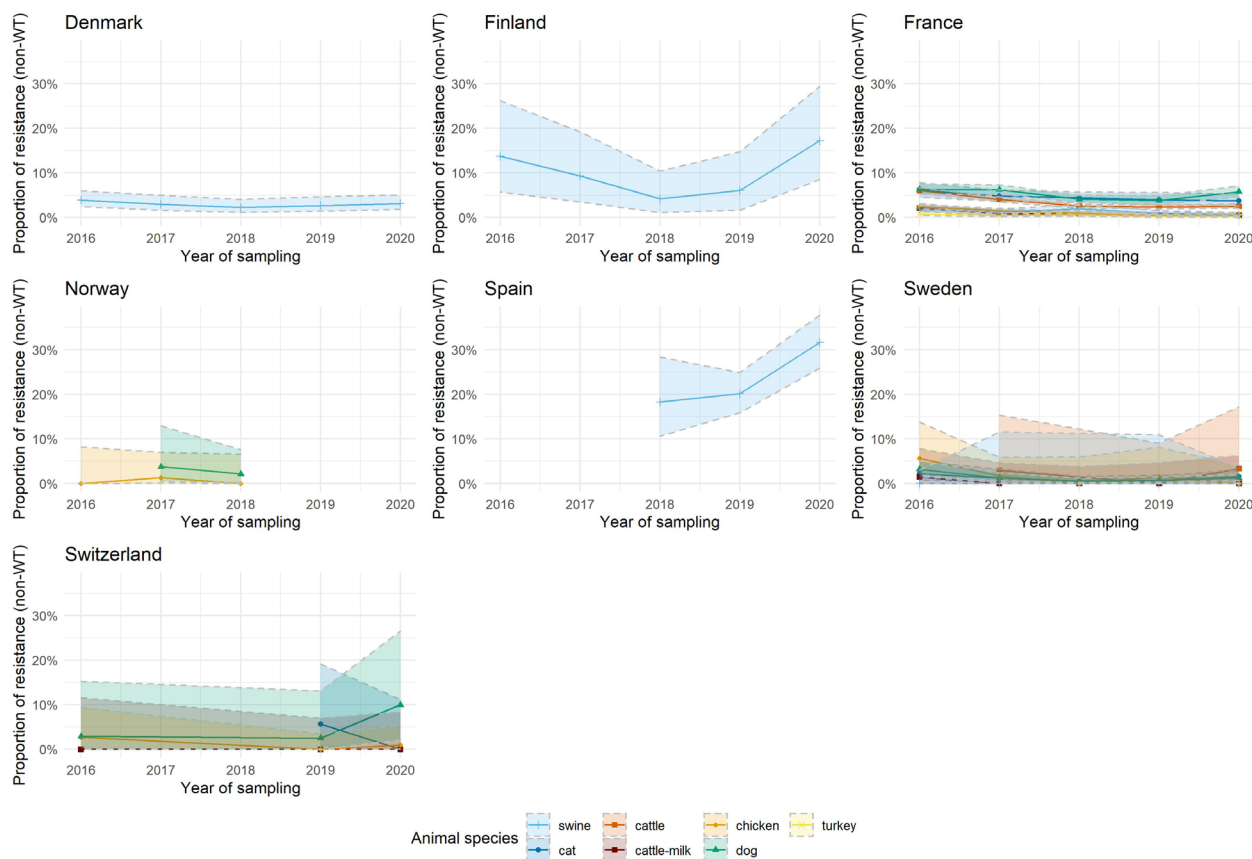 Denmark
Proportion of resistance (non-WT)
30%
20%
10%
0%
2016 2017 2018 2019 2020
Year of sampling
Finland
Proportion of resistance (non-WT)
30%
20%
10%
0%
2016 2017 2018 2019 2020
Year of sampling
France
Proportion of resistance (non-WT)
30%
20%
10%
0%
2016 2017 2018 2019 2020
Year of sampling
Norway
Proportion of resistance (non-WT)
30%
20%
10%
0%
2016 2017 2018 2019 2020
Year of sampling
Spain
Proportion of resistance (non-WT)
30%
20%
10%
0%
2016 2017 2018 2019 2020
Year of sampling
Sweden
Proportion of resistance (non-WT)
30%
20%
10%
0%
2016 2017 2018 2019 2020
Year of sampling
Switzerland
Proportion of resistance (non-WT)
30%
20%
10%
0%
2016 2017 2018 2019 2020
Year of sampling
Animal species
swine cattle chicken turkey
cat cattle-milk dog